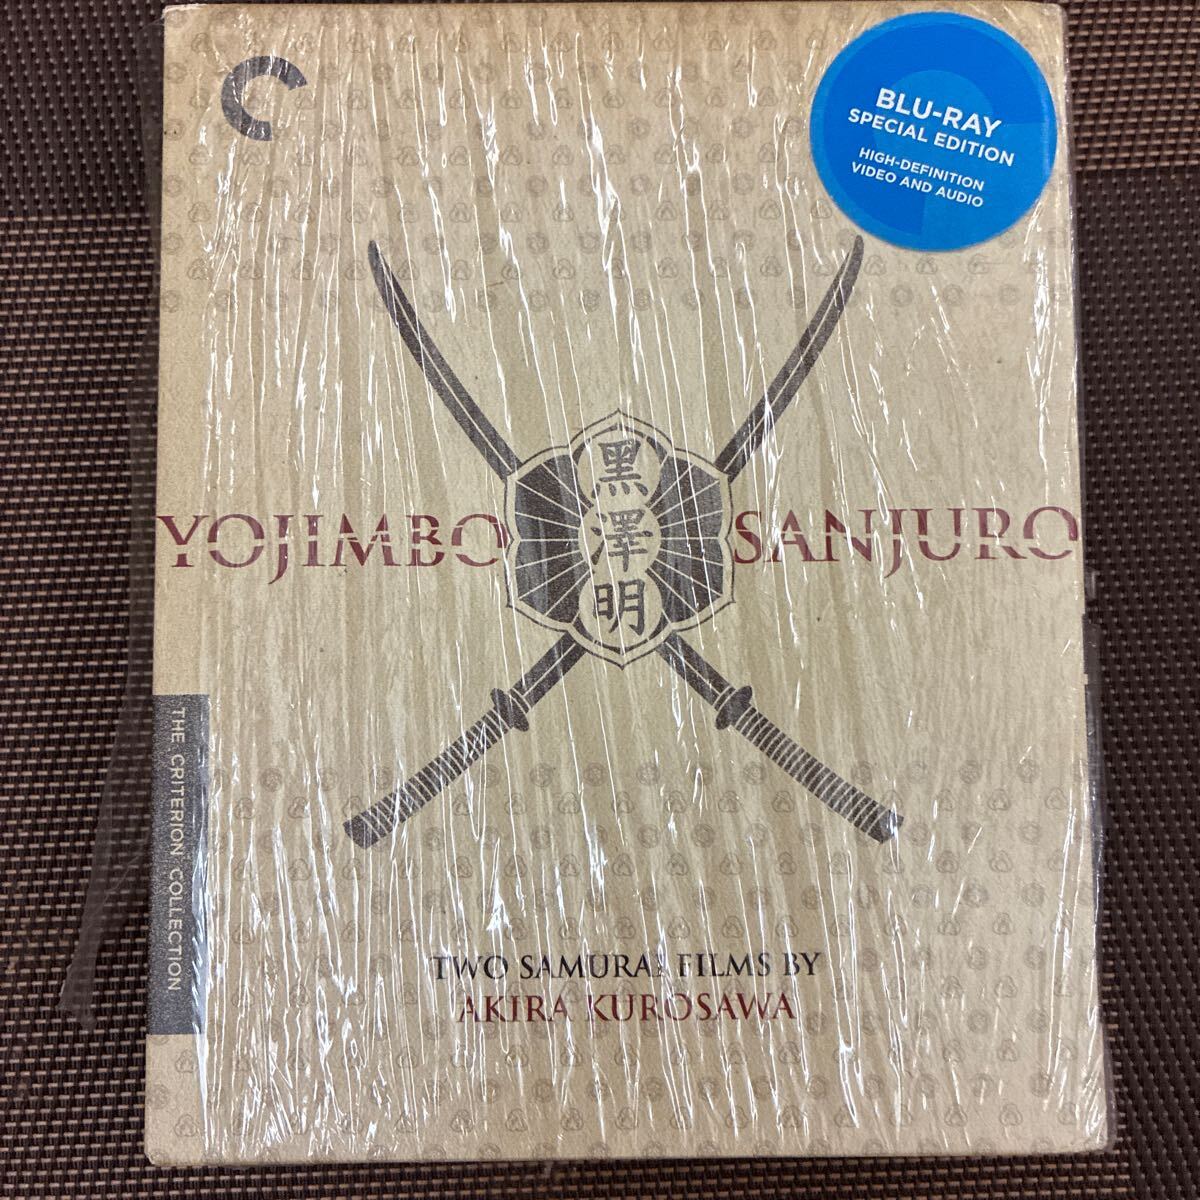 BLU-RAY
SPECIAL EDITION
HIGH-DEFINITION
VIDEO AND AUDIO
YOJIMBO
黑澤明
SANJURO
THE CRITERION COLLECTION
TWO SAMURAI FILMS BY
AKIRA KUROSAWA